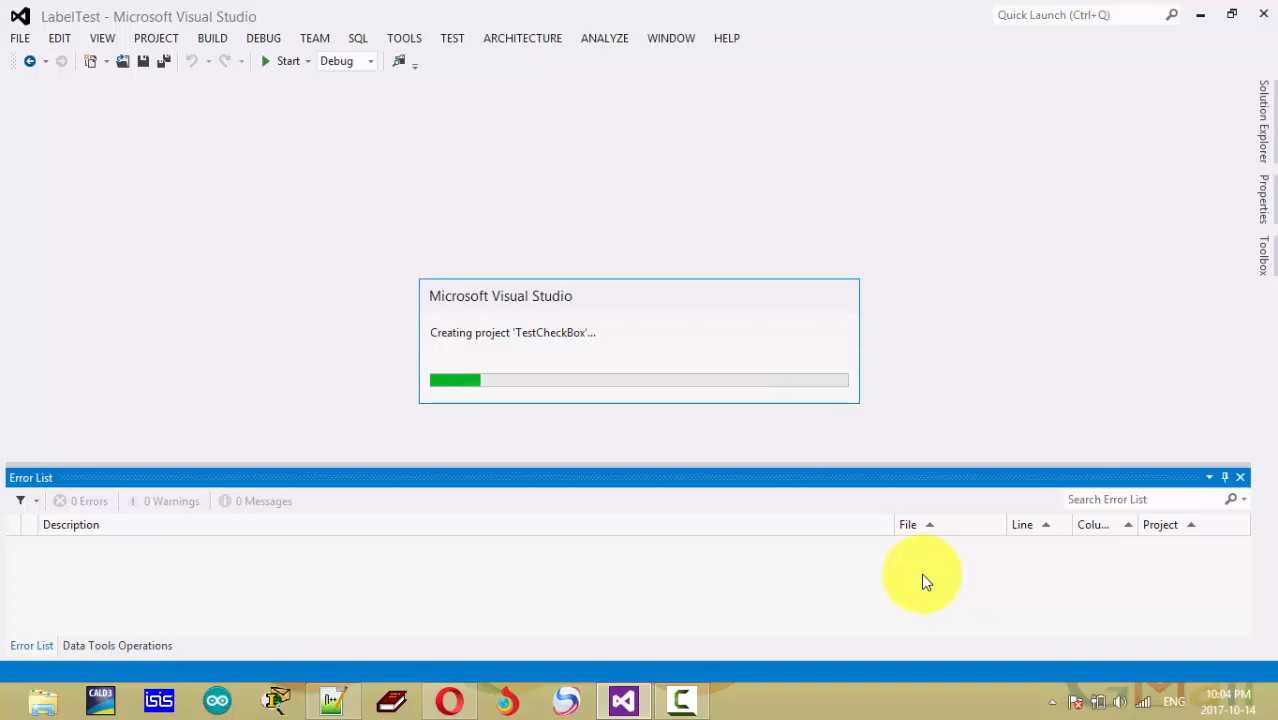 LabelTest - Microsoft Visual Studio
Quick Launch (Ctrl+Q)
FILE EDIT VIEW PROJECT BUILD DEBUG TEAM SQL TOOLS TEST ARCHITECTURE ANALYZE WINDOW HELP
Start Debug
Solution Explorer
Properties
Toolbox
Microsoft Visual Studio
Creating project 'TestCheckBox'...
Error List
0 Errors 0 Warnings 0 Messages Search Error List
Description File Line Colu... Project
Error List Data Tools Operations
CALD3 isis ENG 10:04 PM
2017-10-14